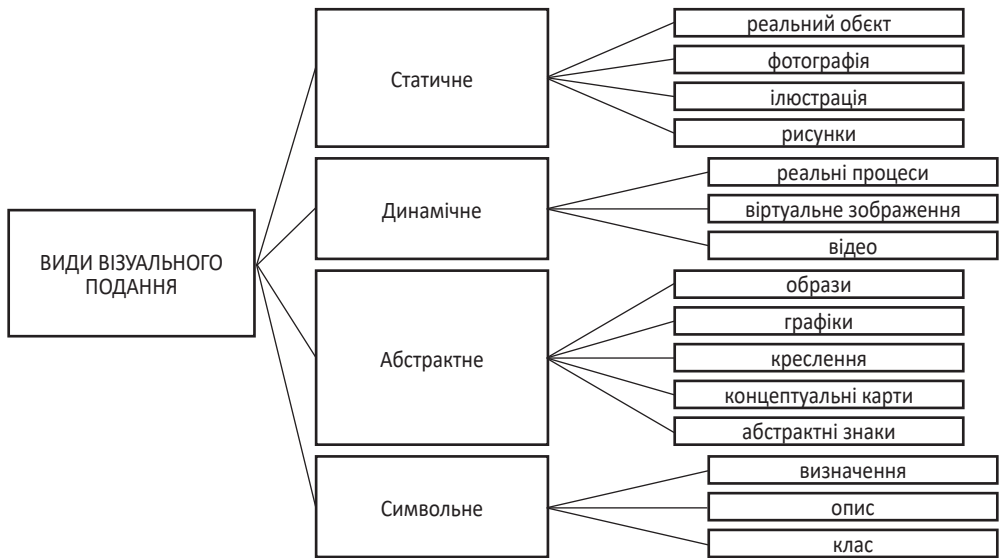 ВИДИ ВІЗУАЛЬНОГО
ПОДАННЯ
Статичне
реальний обєкт
фотографія
ілюстрація
рисунки
Динамічне
реальні процеси
віртуальне зображення
відео
Абстрактне
образи
графіки
креслення
концептуальні карти
абстрактні знаки
Символьне
визначення
опис
клас